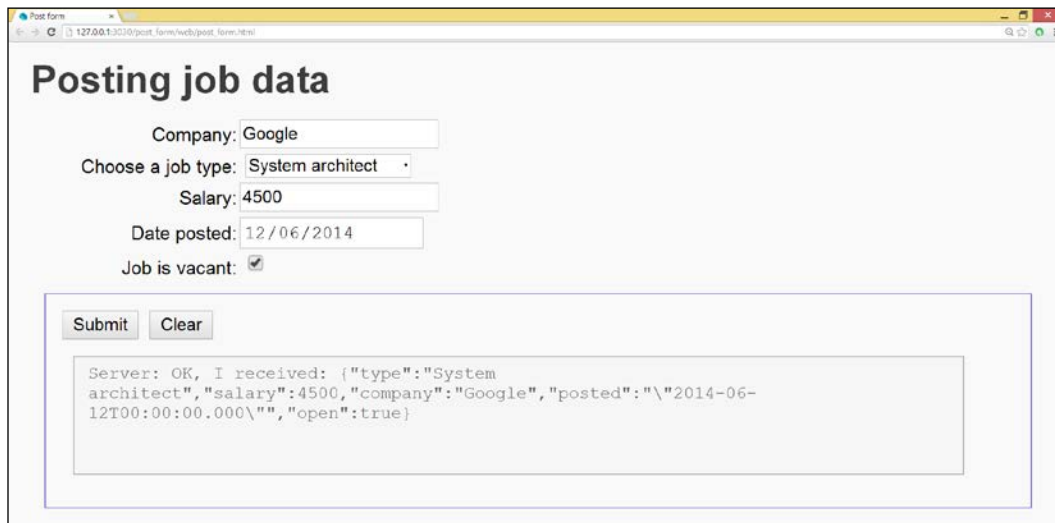 Post form
127.0.0.1:3030/post_form/web/post_form.html
Posting job data
Company: Google
Choose a job type: System architect
Salary: 4500
Date posted: 12/06/2014
Job is vacant:
Submit Clear
Server: OK, I received: {"type":"System
architect","salary":4500,"company":"Google","posted":"\"2014-06-
12T00:00:00.000\"","open":true}